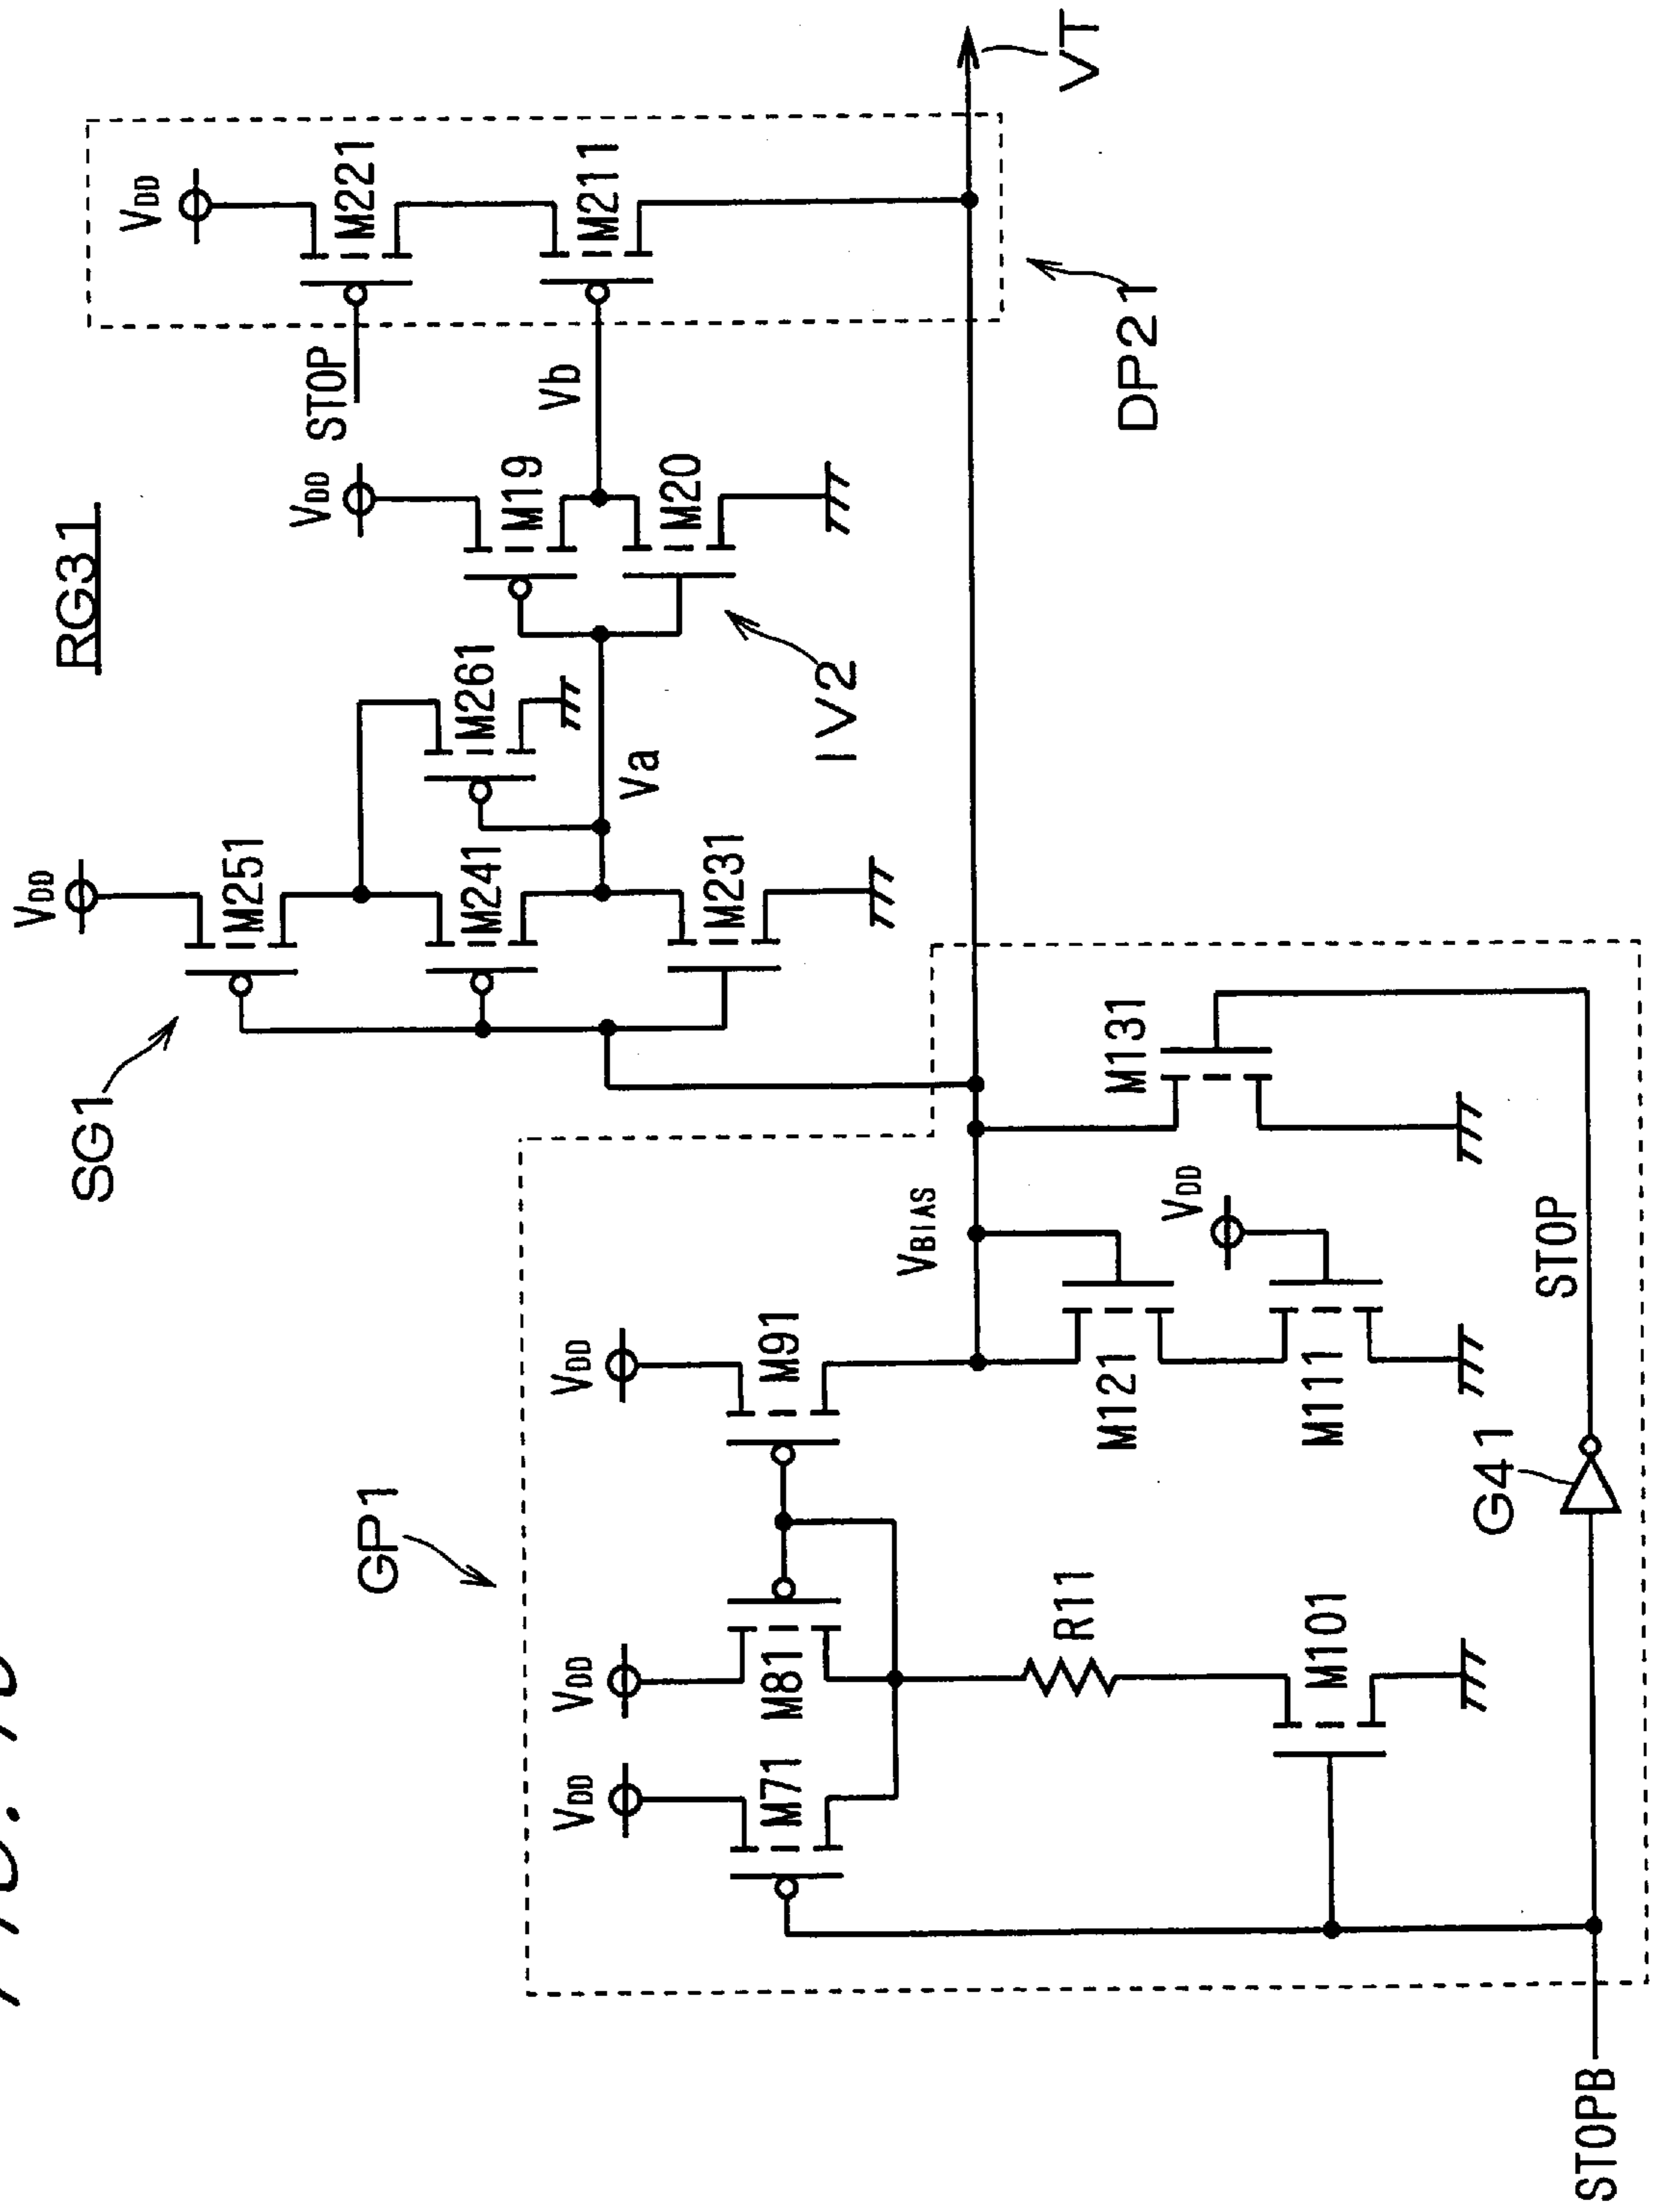 RG31
SG1
VDD
M251
M241
M231
M261
Va
VDD
M19
M20
IV2
Vb
STOP
VDD
M221
M211
DP21
VT
GP1
VDD
M71
VDD
M81
VDD
M91
R11
M101
VBIAS
M121
VDD
M111
M131
G41
STOP
STOPB